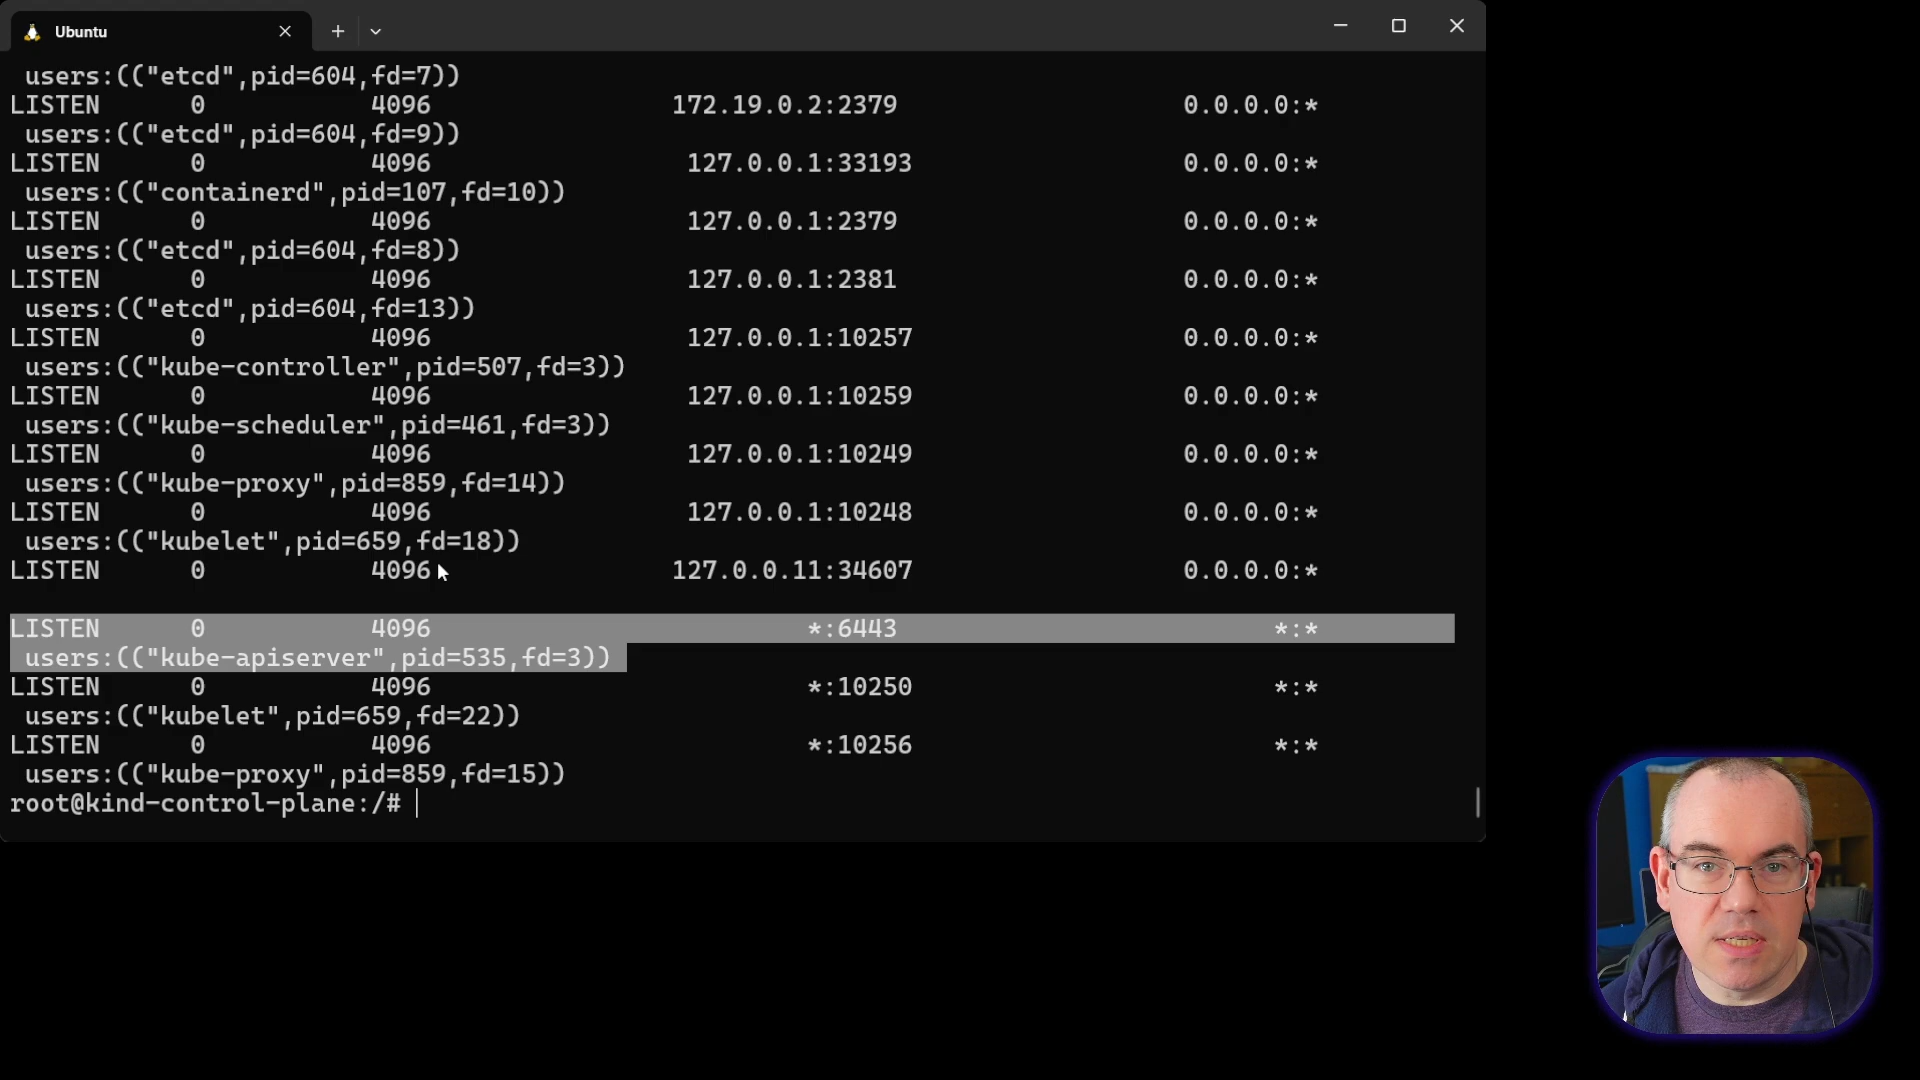 Ubuntu
users:(("etcd",pid=604,fd=7))
LISTEN 0 4096 172.19.0.2:2379 0.0.0.0:*
users:(("etcd",pid=604,fd=9))
LISTEN 0 4096 127.0.0.1:33193 0.0.0.0:*
users:(("containerd",pid=107,fd=10))
LISTEN 0 4096 127.0.0.1:2379 0.0.0.0:*
users:(("etcd",pid=604,fd=8))
LISTEN 0 4096 127.0.0.1:2381 0.0.0.0:*
users:(("etcd",pid=604,fd=13))
LISTEN 0 4096 127.0.0.1:10257 0.0.0.0:*
users:(("kube-controller",pid=507,fd=3))
LISTEN 0 4096 127.0.0.1:10259 0.0.0.0:*
users:(("kube-scheduler",pid=461,fd=3))
LISTEN 0 4096 127.0.0.1:10249 0.0.0.0:*
users:(("kube-proxy",pid=859,fd=14))
LISTEN 0 4096 127.0.0.1:10248 0.0.0.0:*
users:(("kubelet",pid=659,fd=18))
LISTEN 0 4096 127.0.0.11:34607 0.0.0.0:*
LISTEN 0 4096 *:6443 *:*
users:(("kube-apiserver",pid=535,fd=3))
LISTEN 0 4096 *:10250 *:*
users:(("kubelet",pid=659,fd=22))
LISTEN 0 4096 *:10256 *:*
users:(("kube-proxy",pid=859,fd=15))
root@kind-control-plane:/#